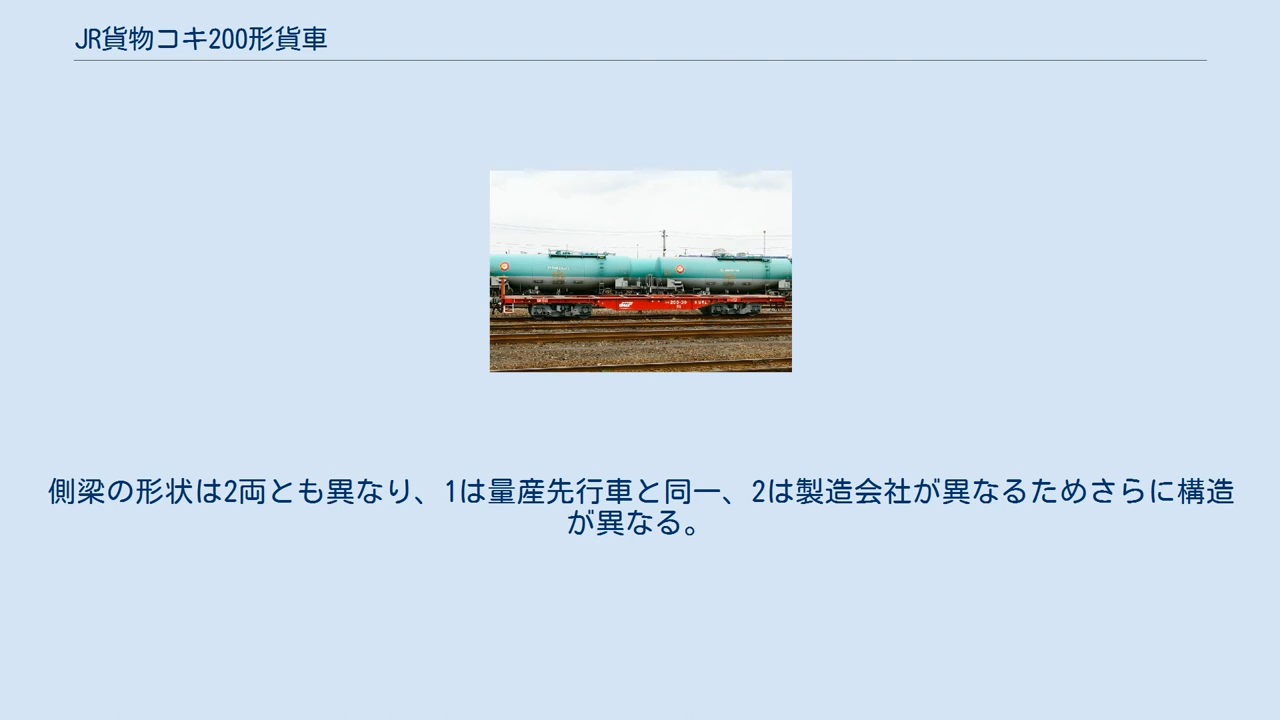 JR貨物コキ200形貨車
側梁の形状は2両とも異なり、1は量産先行車と同一、2は製造会社が異なるためさらに構造
が異なる。